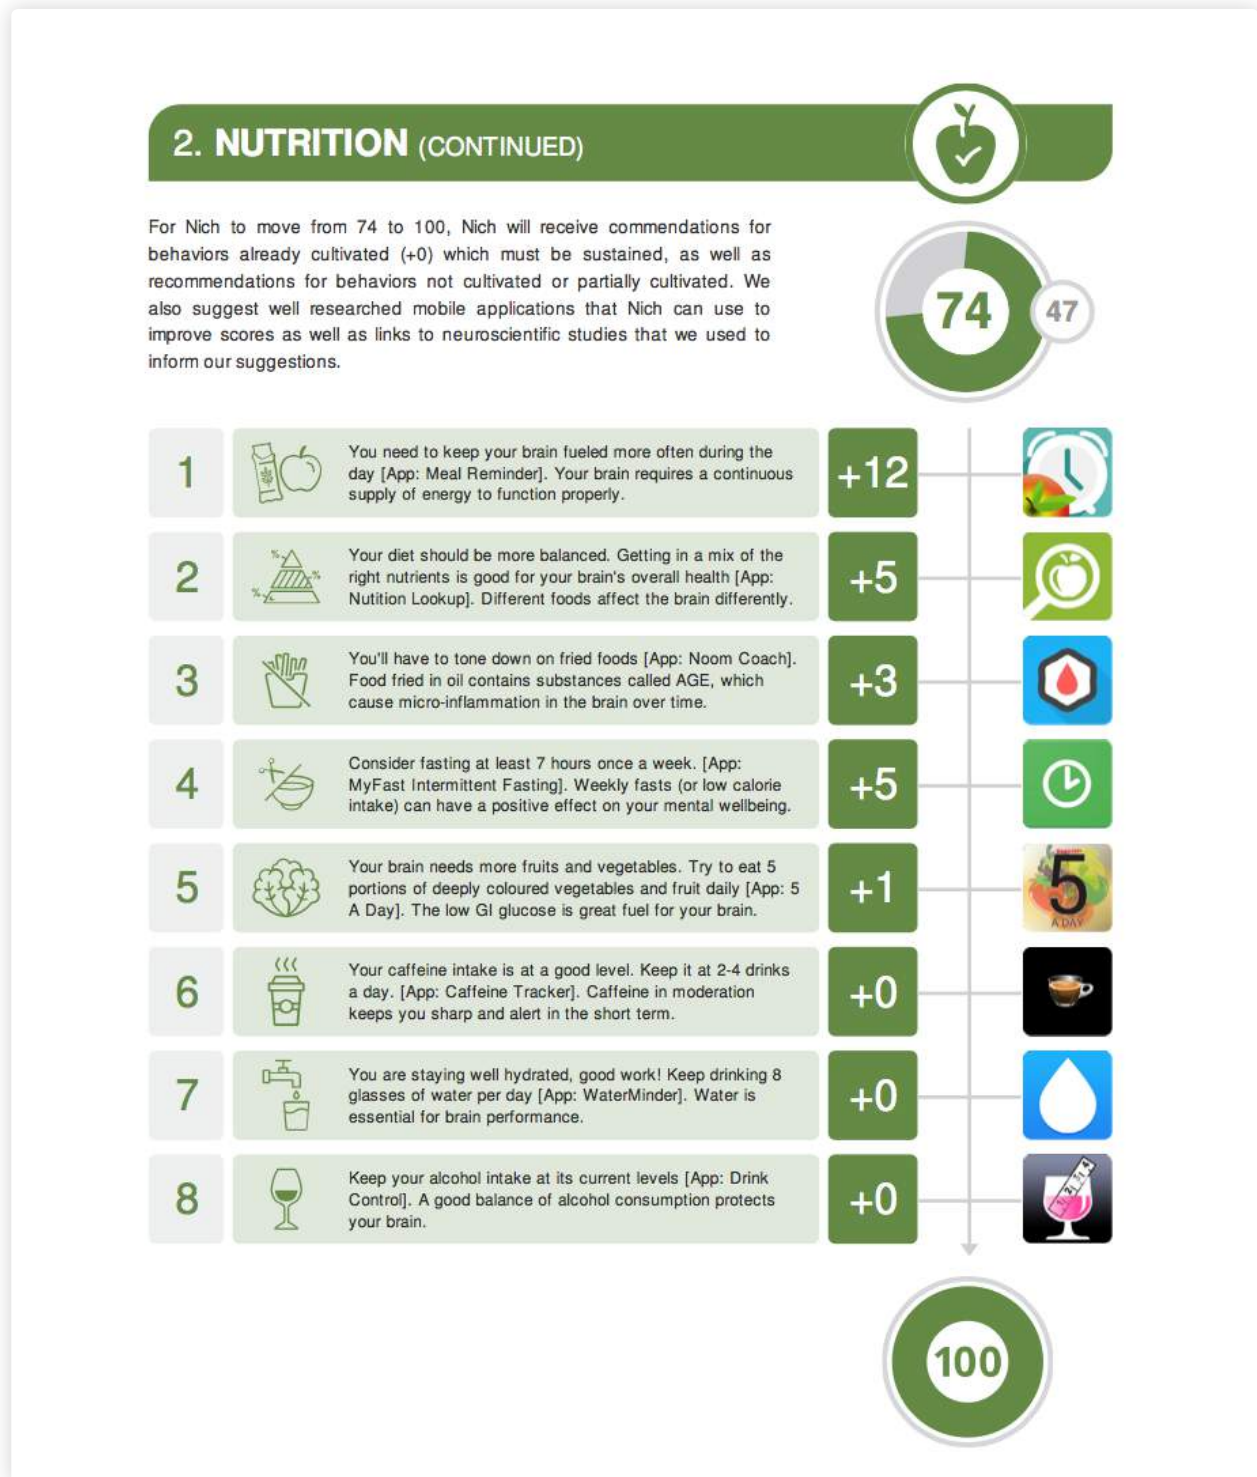 2. NUTRITION (CONTINUED)
For Nich to move from 74 to 100, Nich will receive commendations for
behaviors already cultivated (+0) which must be sustained, as well as
recommendations for behaviors not cultivated or partially cultivated. We
also suggest well researched mobile applications that Nich can use to
improve scores as well as links to neuroscientific studies that we used to
inform our suggestions.
74
47
1
You need to keep your brain fueled more often during the
day [App: Meal Reminder]. Your brain requires a continuous
supply of energy to function properly.
+12
2
Your diet should be more balanced. Getting in a mix of the
right nutrients is good for your brain's overall health [App:
Nutition Lookup]. Different foods affect the brain differently.
+5
3
You'll have to tone down on fried foods [App: Noom Coach].
Food fried in oil contains substances called AGE, which
cause micro-inflammation in the brain over time.
+3
4
Consider fasting at least 7 hours once a week. [App:
MyFast Intermittent Fasting]. Weekly fasts (or low calorie
intake) can have a positive effect on your mental wellbeing.
+5
5
Your brain needs more fruits and vegetables. Try to eat 5
portions of deeply coloured vegetables and fruit daily [App: 5
A Day]. The low GI glucose is great fuel for your brain.
+1
5
A DAY
6
Your caffeine intake is at a good level. Keep it at 2-4 drinks
a day. [App: Caffeine Tracker]. Caffeine in moderation
keeps you sharp and alert in the short term.
+0
7
You are staying well hydrated, good work! Keep drinking 8
glasses of water per day [App: WaterMinder]. Water is
essential for brain performance.
+0
8
Keep your alcohol intake at its current levels [App: Drink
Control]. A good balance of alcohol consumption protects
your brain.
+0
100